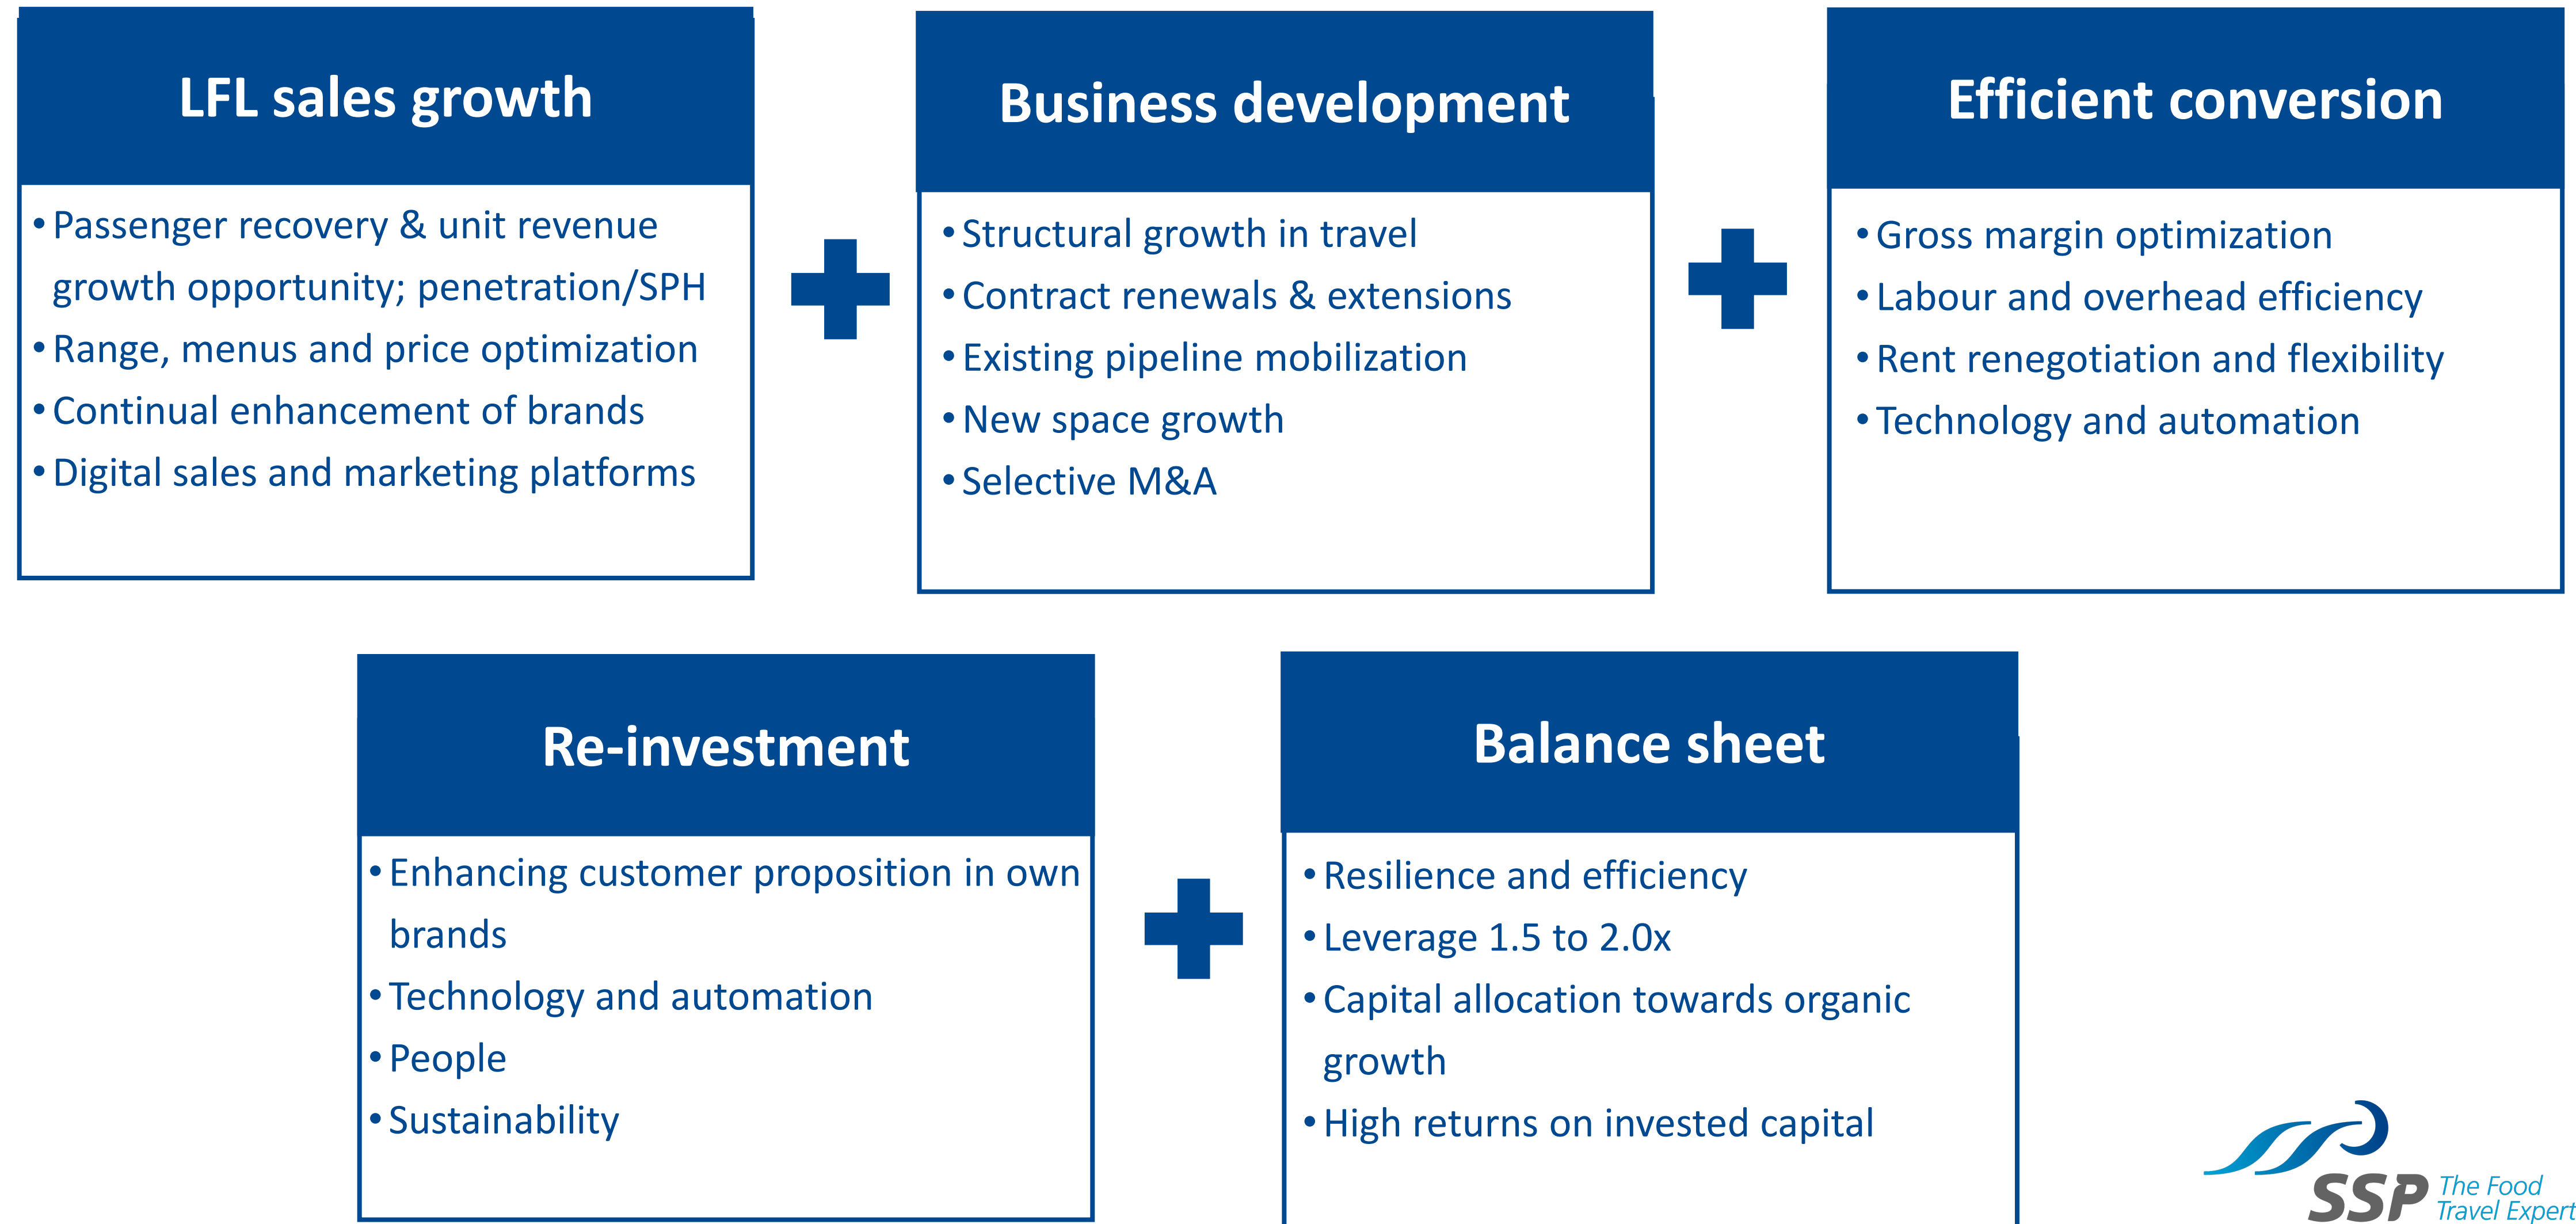 LFL sales growth
• Passenger recovery & unit revenue
growth opportunity; penetration/SPH
• Range, menus and price optimization
• Continual enhancement of brands
• Digital sales and marketing platforms
Business development
• Structural growth in travel
• Contract renewals & extensions
• Existing pipeline mobilization
• New space growth
• Selective M&A
Efficient conversion
• Gross margin optimization
• Labour and overhead efficiency
• Rent renegotiation and flexibility
• Technology and automation
Re-investment
• Enhancing customer proposition in own
brands
• Technology and automation
• People
• Sustainability
Balance sheet
• Resilience and efficiency
• Leverage 1.5 to 2.0x
• Capital allocation towards organic
growth
• High returns on invested capital
SSP
The Food
Travel Expert